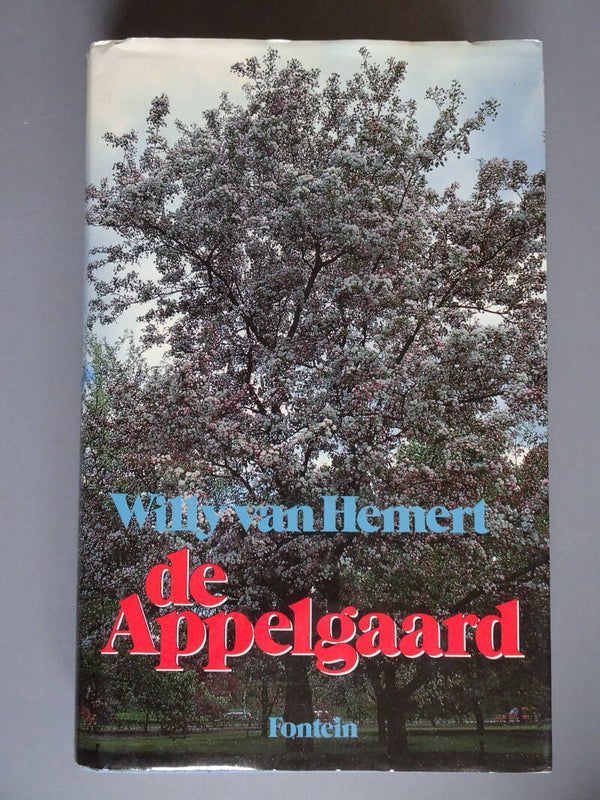 Willy van Hemert
de
Appelgaard
Fontein